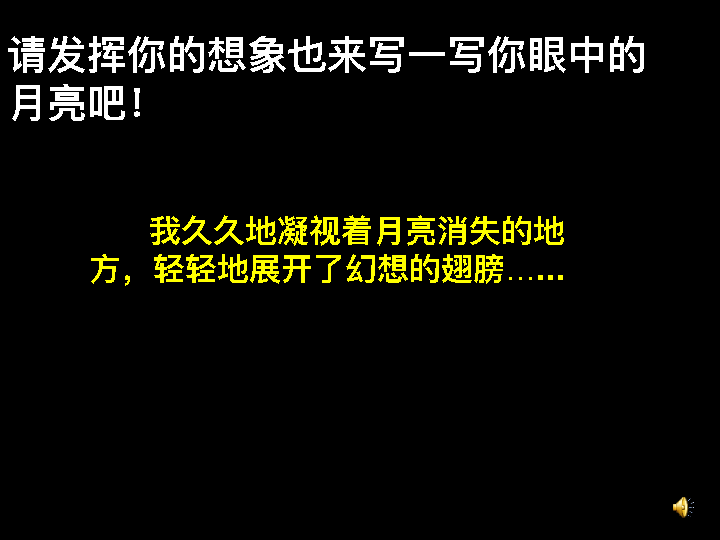 请发挥你的想象也来写一写你眼中的
月亮吧！
我久久地凝视着月亮消失的地
方，轻轻地展开了幻想的翅膀…...